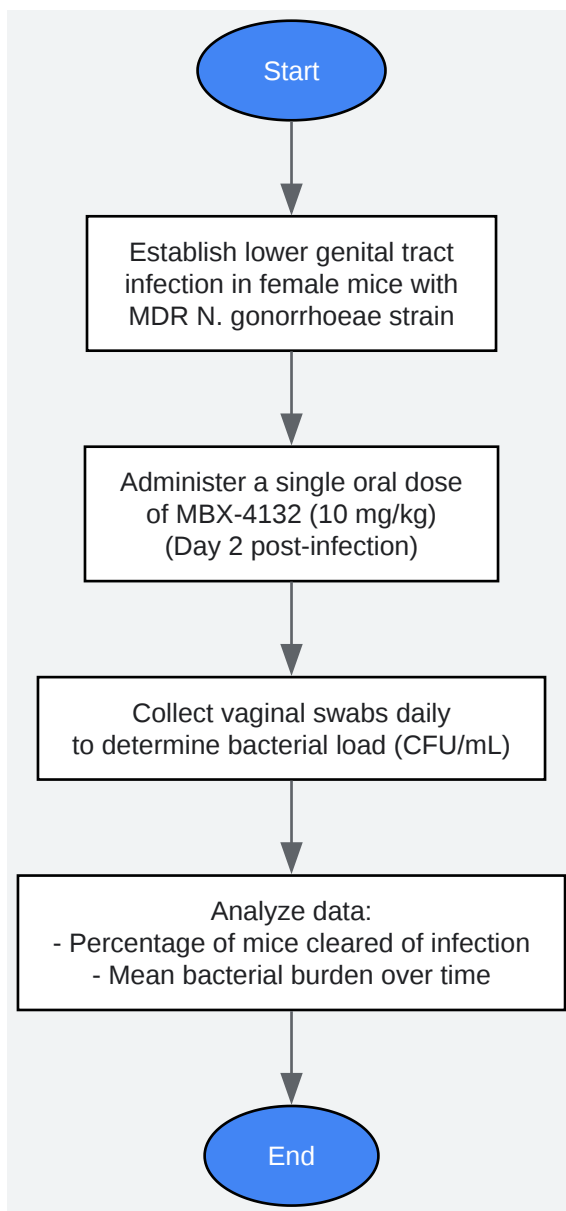 Start
Establish lower genital tract
infection in female mice with
MDR N. gonorrhoeae strain
Administer a single oral dose
of MBX-4132 (10 mg/kg)
(Day 2 post-infection)
Collect vaginal swabs daily
to determine bacterial load (CFU/mL)
Analyze data:
- Percentage of mice cleared of infection
- Mean bacterial burden over time
End